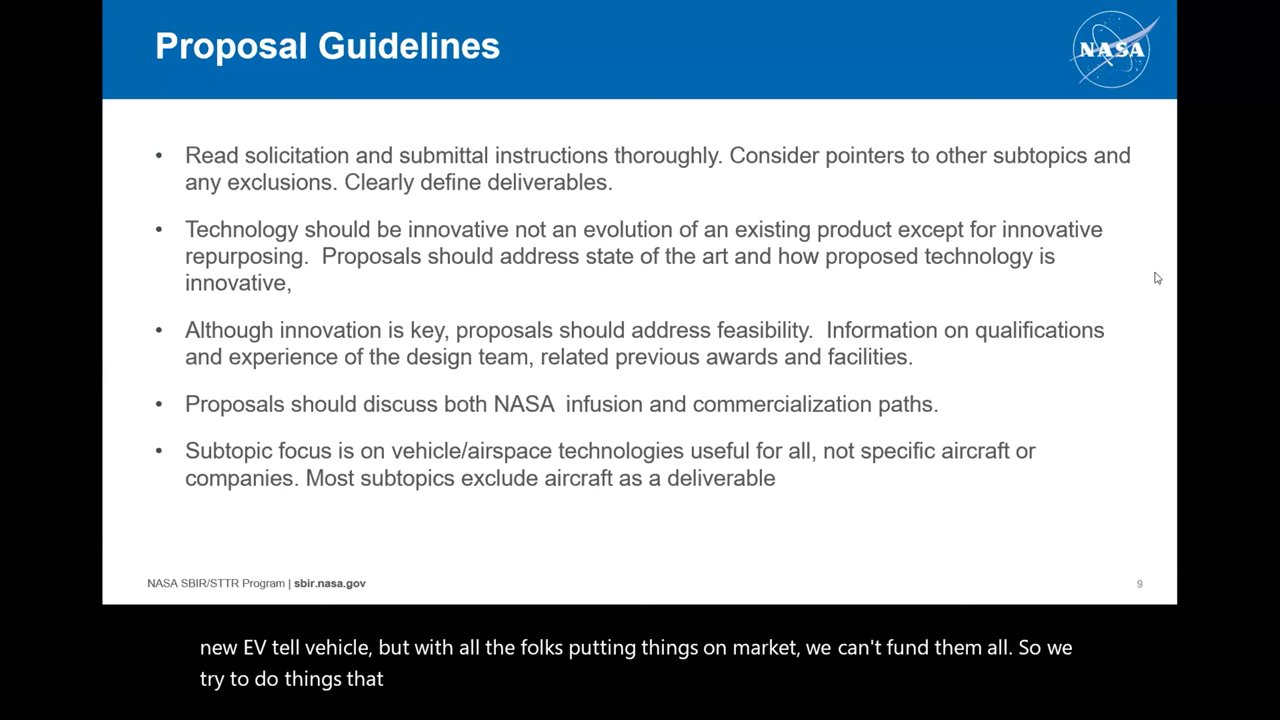 Proposal Guidelines
NASA
• Read solicitation and submittal instructions thoroughly. Consider pointers to other subtopics and
any exclusions. Clearly define deliverables.
• Technology should be innovative not an evolution of an existing product except for innovative
repurposing.  Proposals should address state of the art and how proposed technology is
innovative,
• Although innovation is key, proposals should address feasibility.  Information on qualifications
and experience of the design team, related previous awards and facilities.
• Proposals should discuss both NASA  infusion and commercialization paths.
• Subtopic focus is on vehicle/airspace technologies useful for all, not specific aircraft or
companies. Most subtopics exclude aircraft as a deliverable
NASA SBIR/STTR Program | sbir.nasa.gov
9
new EV tell vehicle, but with all the folks putting things on market, we can't fund them all. So we
try to do things that